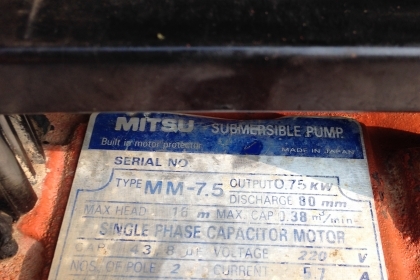 MITSU SUBMERSIBLE PUMP
Built in motor protector MADE IN JAPAN
SERIAL NO
TYPE MM-7.5 OUTPUT 0.75 KW
DISCHARGE 80 mm
MAX HEAD 16 m MAX. CAP 0.38 m³/min
SINGLE PHASE CAPACITOR MOTOR
CAP 3 VOLTAGE 220 V
NOS. OF POLE 2 CURRENT A